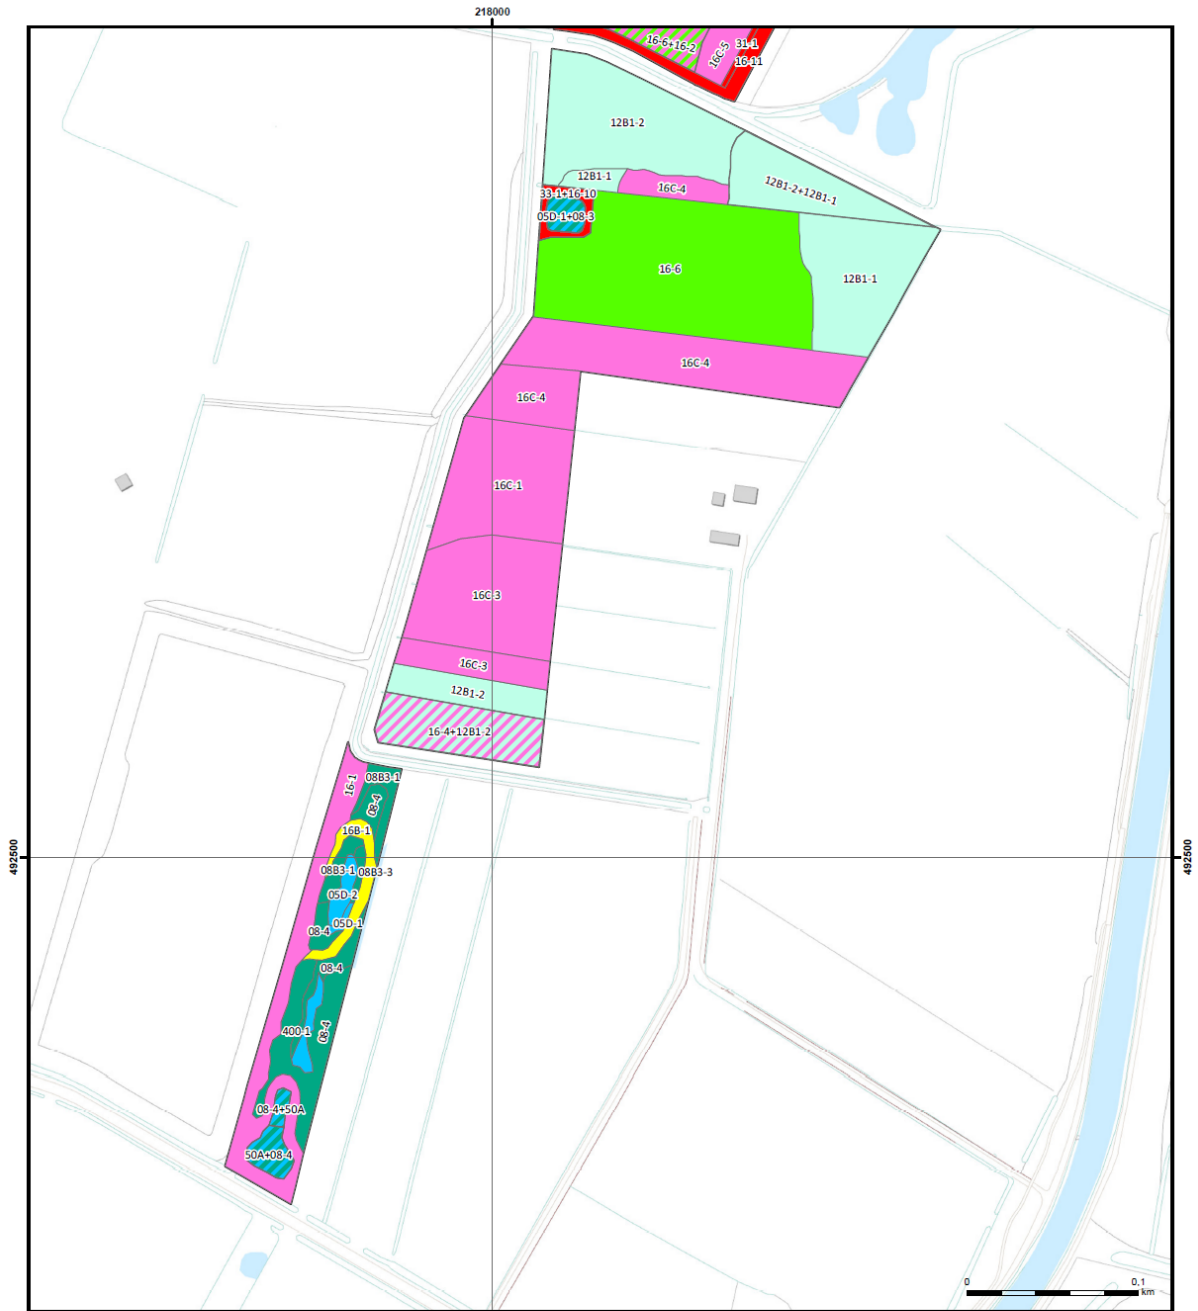 218000
16-6+16-2
16C-5
31-1
16-11
12B1-2
12B1-1
16C-4
12B1-2+12B1-1
33-1+16-10
05D-1+08-3
16-6
12B1-1
16C-4
16C-4
16C-1
16C-3
16C-3
12B1-2
16-4+12B1-2
16-1
08B3-1
08-4
16B-1
492500
492500
08B3-1
08B3-3
05D-2
05D-1
08-4
08-4
400-1
08-4
08-4+50A
50A+08-4
0
0,1
km